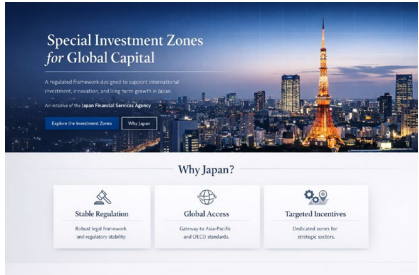 Special Investment Zones
for Global Capital
A regulated framework designed to support international
investment, innovation, and long-term growth in Japan.
An initiative of the Japan Financial Services Agency
Explore the Investment Zones
Why Japan
Why Japan?
Stable Regulation
Robust legal framework
and regulatory stability.
Global Access
Gateway to Asia-Pacific
and OECD standards.
Targeted Incentives
Dedicated zones for
strategic sectors.